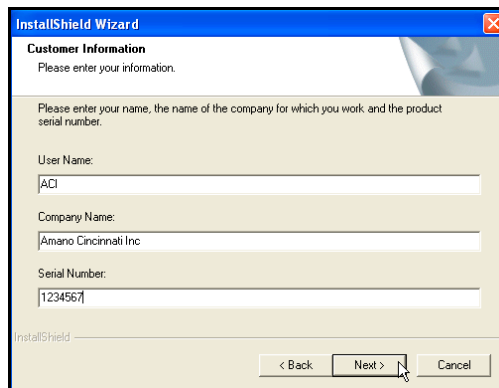 InstallShield Wizard
Customer Information
Please enter your information.
Please enter your name, the name of the company for which you work and the product
serial number.
User Name:
ACI
Company Name:
Amano Cincinnati Inc
Serial Number:
1234567
InstallShield
< Back
Next >
Cancel